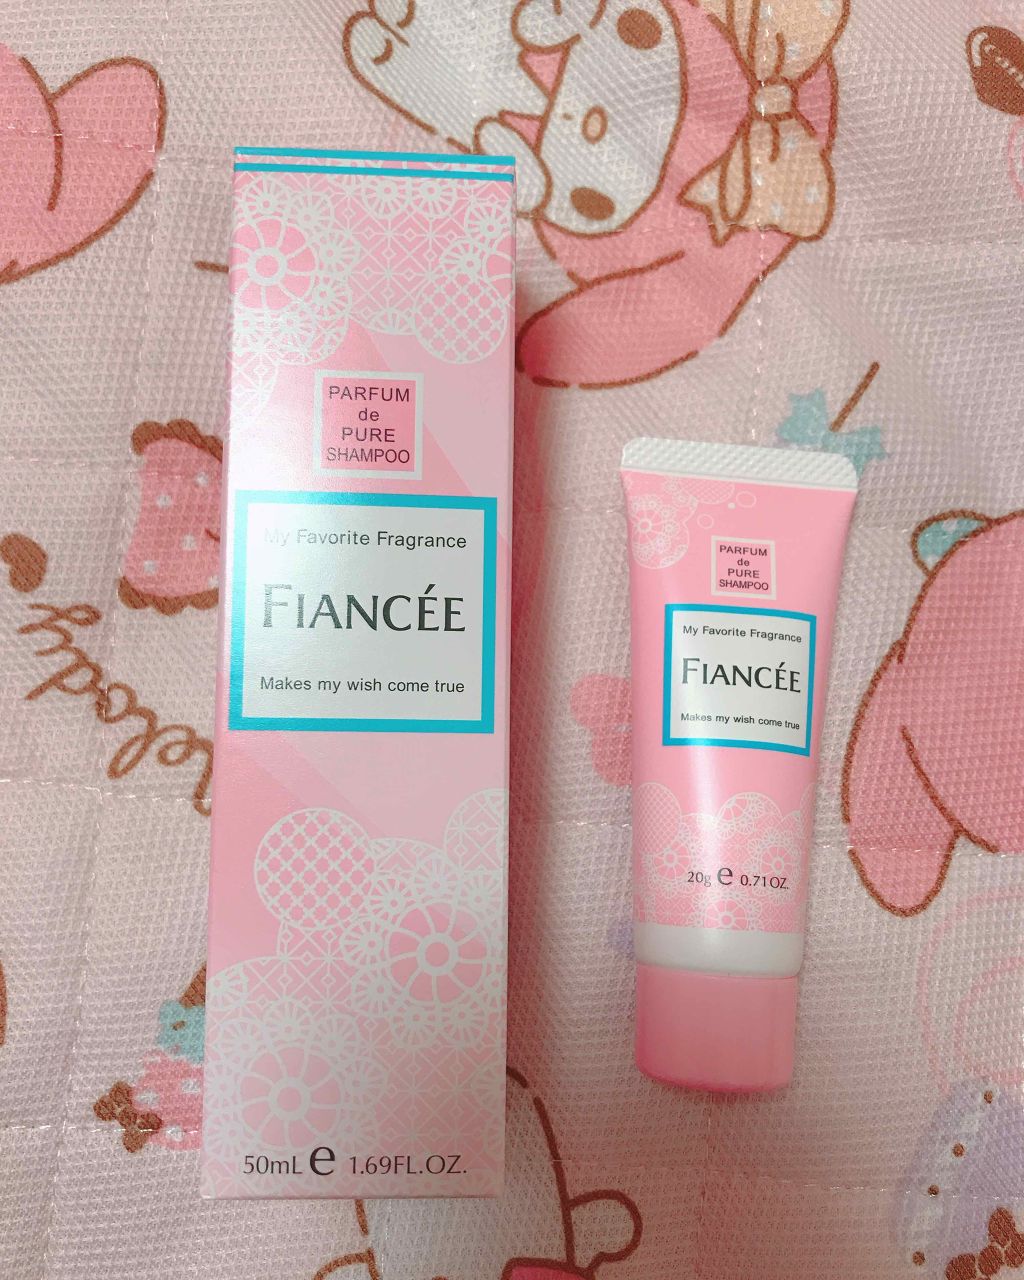 PARFUM
de
PURE
SHAMPOO
My Favorite Fragrance
FIANCÉE
Makes my wish come true
50mL e 1.69FL.OZ.
PARFUM
de
PURE
SHAMPOO
My Favorite Fragrance
FIANCÉE
Makes my wish come true
20g e 0.71OZ.
elody